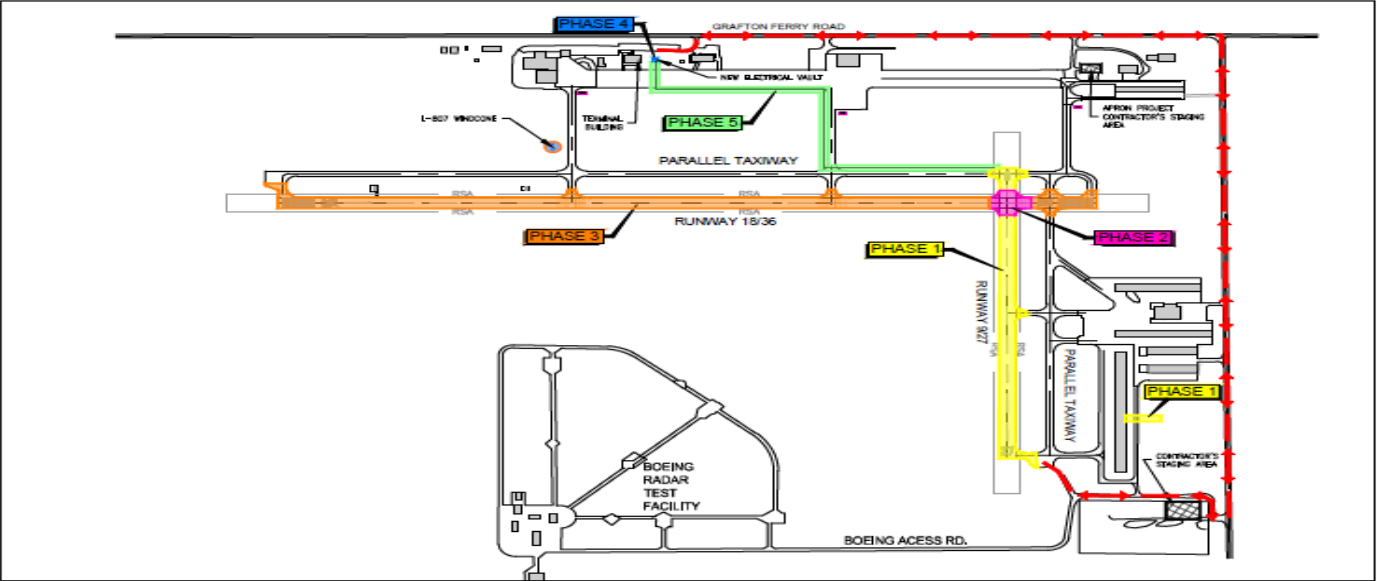 PHASE 4
GRAFTON FERRY ROAD
NEW ELECTRICAL VAULT
L-807 WINDCONE
TERMINAL
BUILDING
PHASE 5
APRON PROJECT
CONTRACTOR'S STAGING
AREA
PARALLEL TAXIWAY
RSA
RSA
RSA
RSA
RUNWAY 18/36
PHASE 3
PHASE 2
PHASE 1
RUNWAY 9/27
RSA
RSA
PARALLEL TAXIWAY
PHASE 1
CONTRACTOR'S
STAGING AREA
BOEING
RADAR
TEST
FACILITY
BOEING ACESS RD.